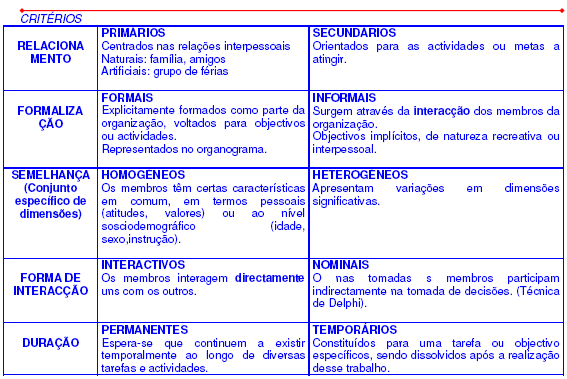 CRITÉRIOS
RELACIONA
MENTO
PRIMÁRIOS
Centrados nas relações interpessoais
Naturais: família, amigos
Artificiais: grupo de férias
SECUNDÁRIOS
Orientados para as actividades ou metas a
atingir.
FORMALIZA
ÇÃO
FORMAIS
Explicitamente formados como parte da
organização, voltados para objectivos
ou actividades.
Representados no organograma.
INFORMAIS
Surgem através da interacção dos membros da
organização.
Objectivos implícitos, de natureza recreativa ou
interpessoal.
SEMELHANÇA
(Conjunto
específico de
dimensões)
HOMOGÉNEOS
Os membros têm certas características
em comum, em termos pessoais
(atitudes, valores) ou ao nível
sosciodemográfico (idade,
sexo,instrução).
HETEROGÉNEOS
Apresentam variações em dimensões
significativas.
FORMA DE
INTERACÇÃO
INTERACTIVOS
Os membros interagem directamente
uns com os outros.
NOMINAIS
O nas tomadas s membros participam
indirectamente na tomada de decisões. (Técnica
de Delphi).
DURAÇÃO
PERMANENTES
Espera-se que continuem a existir
temporalmente ao longo de diversas
tarefas e actividades.
TEMPORÁRIOS
Constituídos para uma tarefa ou objectivo
específicos, sendo dissolvidos após a realização
desse trabalho.